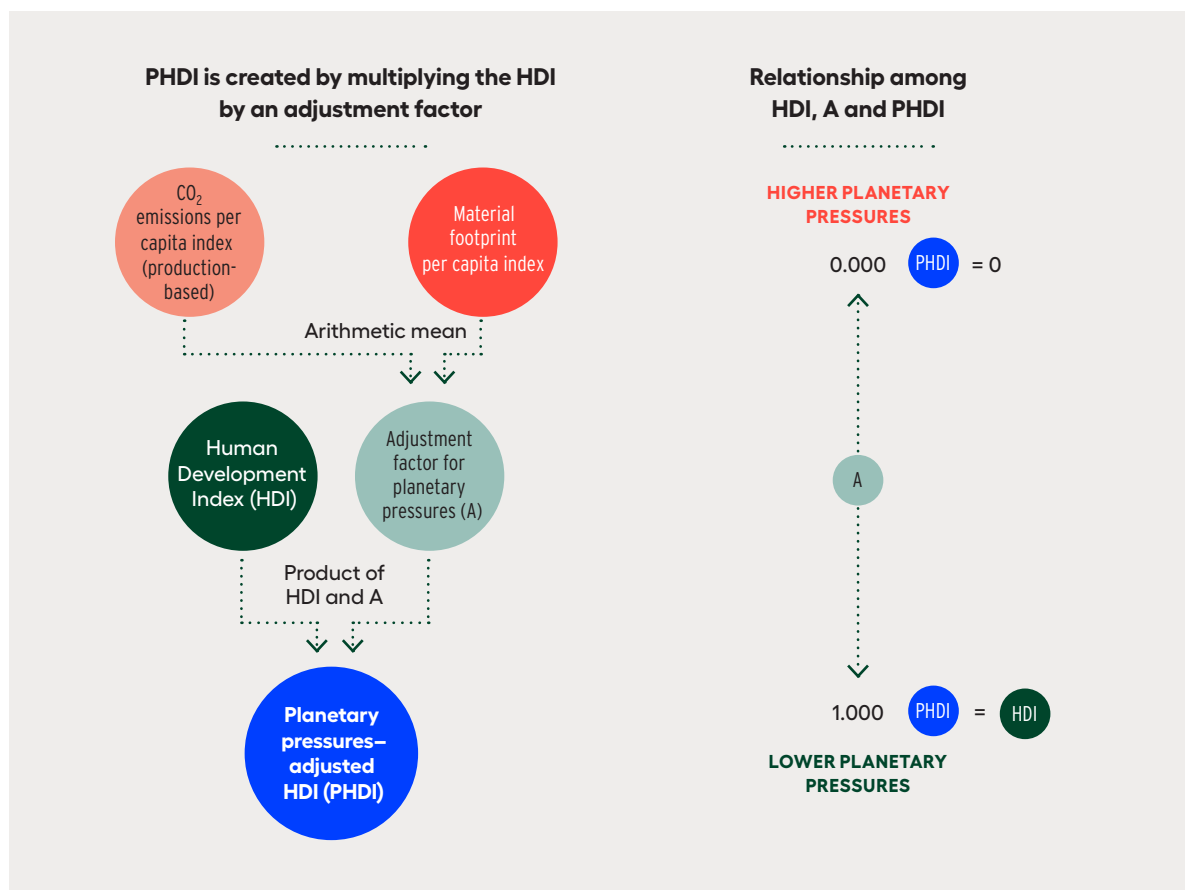 PHDI is created by multiplying the HDI
by an adjustment factor
CO₂
emissions per
capita index
(production-
based)
Material
footprint
per capita index
Arithmetic mean
Human
Development
Index (HDI)
Adjustment
factor for
planetary
pressures (A)
Product of
HDI and A
Planetary
pressures–
adjusted
HDI (PHDI)
Relationship among
HDI, A and PHDI
HIGHER PLANETARY
PRESSURES
0.000 PHDI = 0
A
1.000 PHDI = HDI
LOWER PLANETARY
PRESSURES